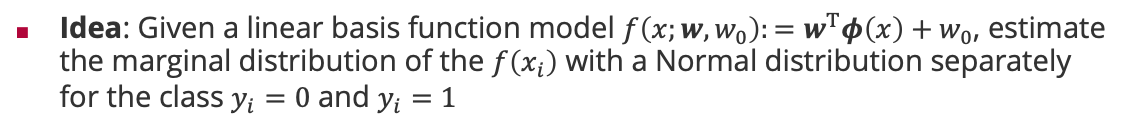 ▪ Idea: Given a linear basis function model f(x; w, w₀): = wᵀϕ(x) + w₀, estimate
the marginal distribution of the f(xᵢ) with a Normal distribution separately
for the class yᵢ = 0 and yᵢ = 1